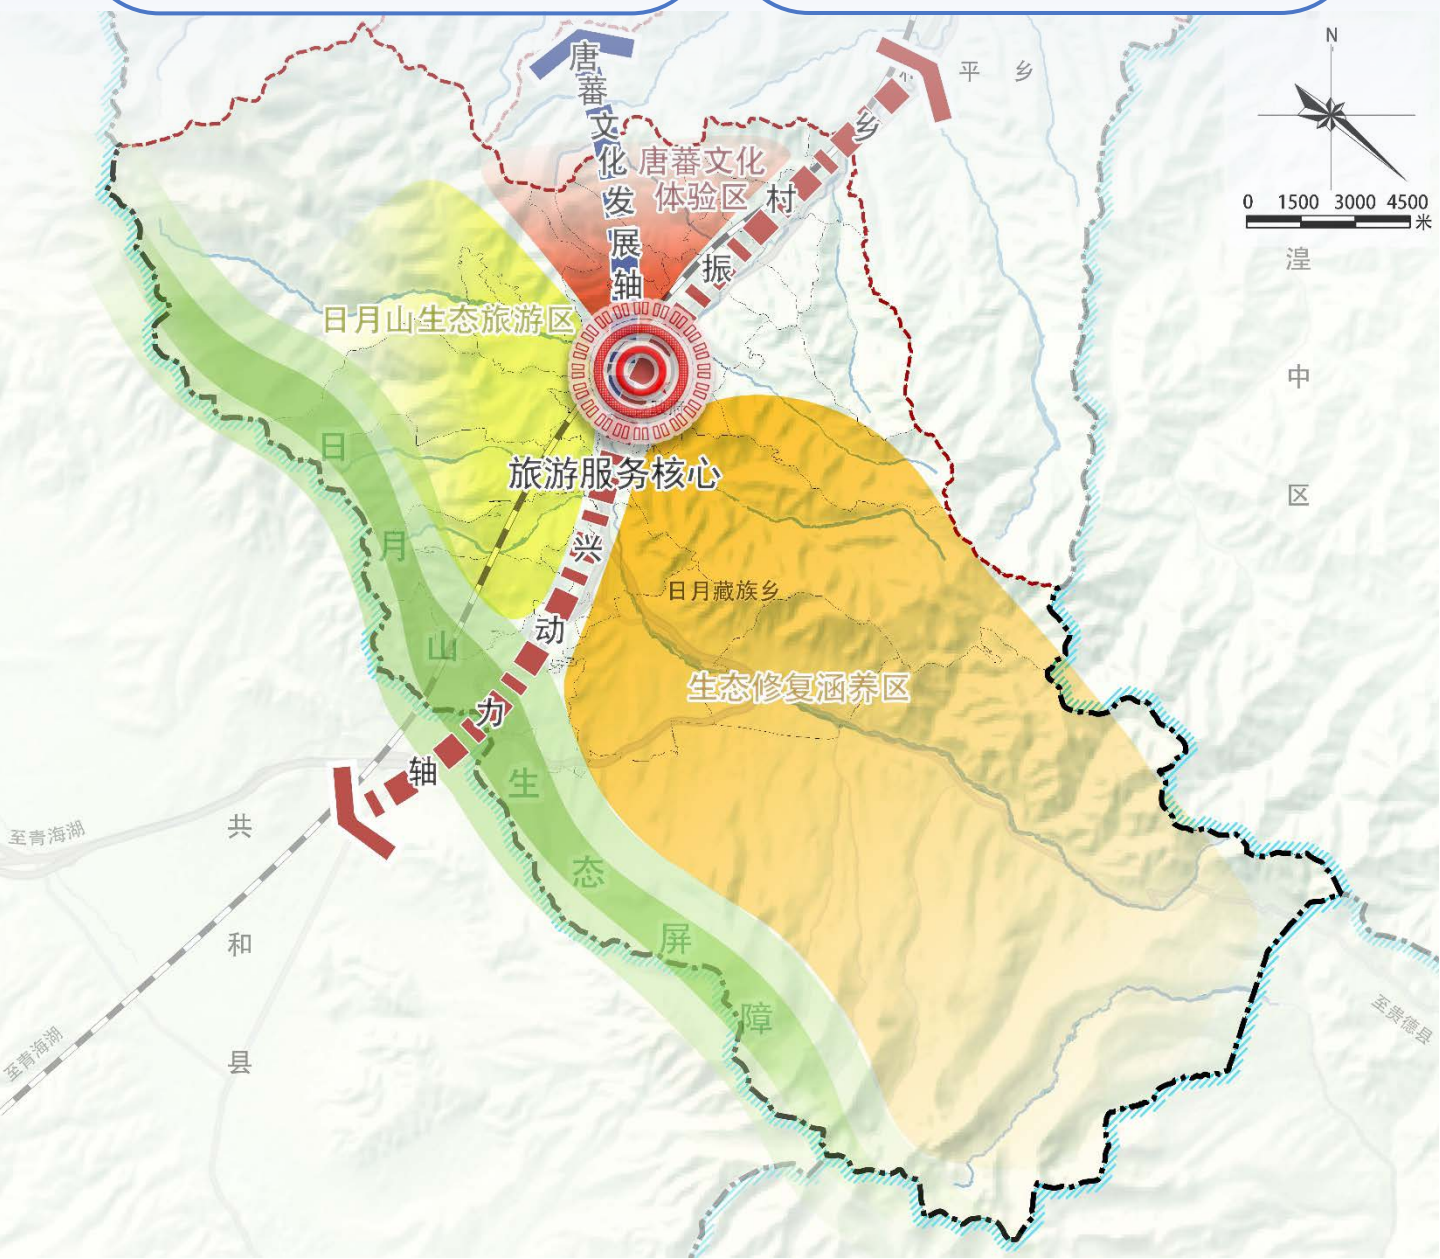 N
0 1500 3000 4500
米
平乡
唐蕃文化发展轴
唐蕃文化
体验区
乡村振兴动力轴
湟中区
日月山生态旅游区
旅游服务核心
日月山生态屏障
日月藏族乡
生态修复涵养区
共和县
至青海湖
至青海湖
至贵德县